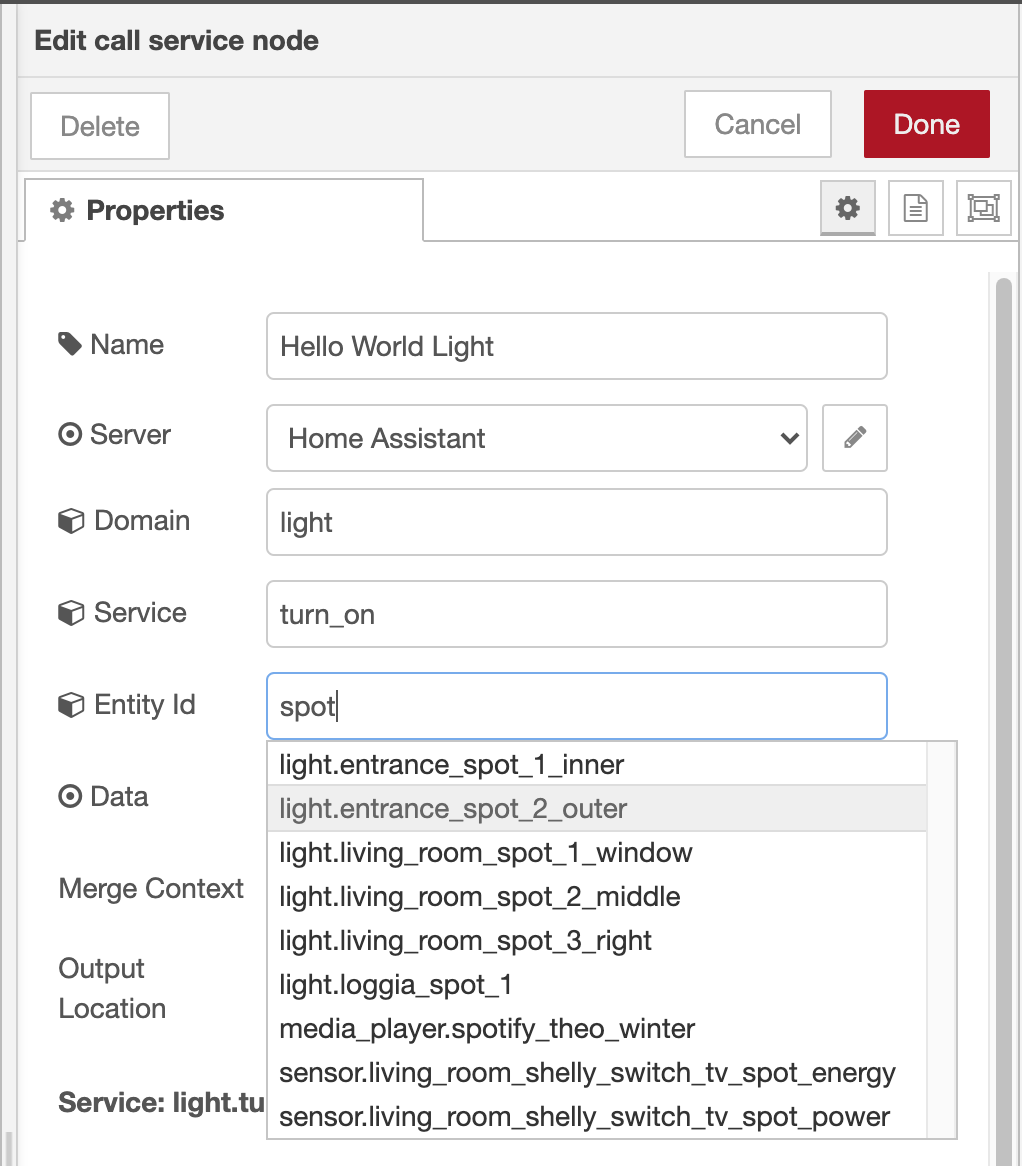 Edit call service node
Delete
Cancel
Done
Properties
Name
Hello World Light
Server
Home Assistant
Domain
light
Service
turn_on
Entity Id
spot
light.entrance_spot_1_inner
light.entrance_spot_2_outer
light.living_room_spot_1_window
light.living_room_spot_2_middle
light.living_room_spot_3_right
light.loggia_spot_1
media_player.spotify_theo_winter
sensor.living_room_shelly_switch_tv_spot_energy
sensor.living_room_shelly_switch_tv_spot_power
Data
Merge Context
Output
Location
Service: light.tu